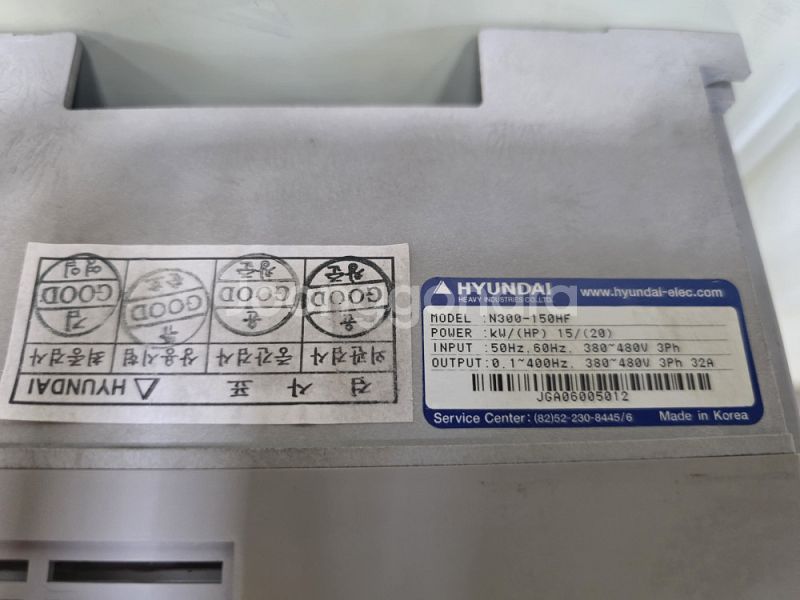 HYUNDAI
HEAVY INDUSTRIES CO.,LTD.
www.hyundai-elec.com
MODEL :N300-150HF
POWER :kW/(HP) 15/(20)
INPUT :50Hz,60Hz, 380~480V 3Ph
OUTPUT:0.1~400Hz, 380~480V 3Ph 32A
JGA06005012
Service Center: (82)52-230-8445/6 Made in Korea
검 사 표 HYUNDAI
외관검사 중간검사 상용시험 최종검사
GOOD GOOD GOOD GOOD